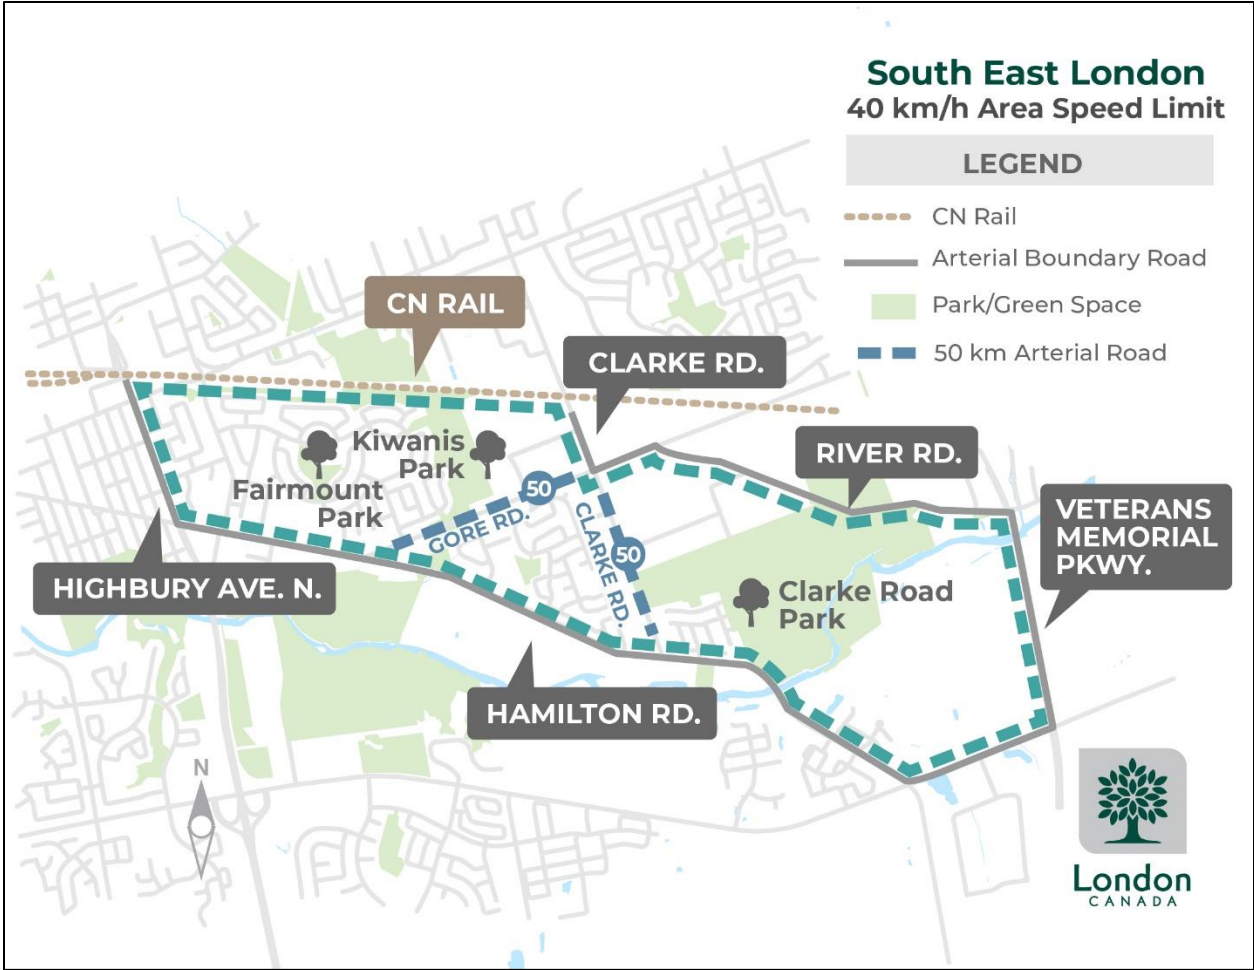 South East London
40 km/h Area Speed Limit
LEGEND
CN Rail
Arterial Boundary Road
Park/Green Space
50 km Arterial Road
CN RAIL
CLARKE RD.
RIVER RD.
VETERANS
MEMORIAL
PKWY.
Kiwanis
Park
Fairmount
Park
50
GORE RD.
CLARKE RD.
50
HIGHBURY AVE. N.
Clarke Road
Park
HAMILTON RD.
N
London
CANADA